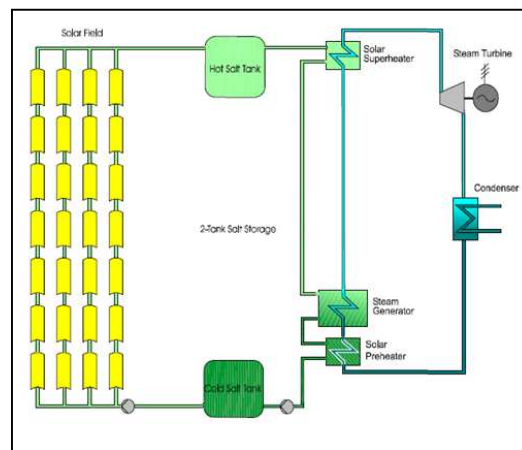 Solar Field
Hot Salt Tank
Solar
Superheater
Steam Turbine
Condenser
2-Tank Salt Storage
Steam
Generator
Solar
Preheater
Cold Salt Tank